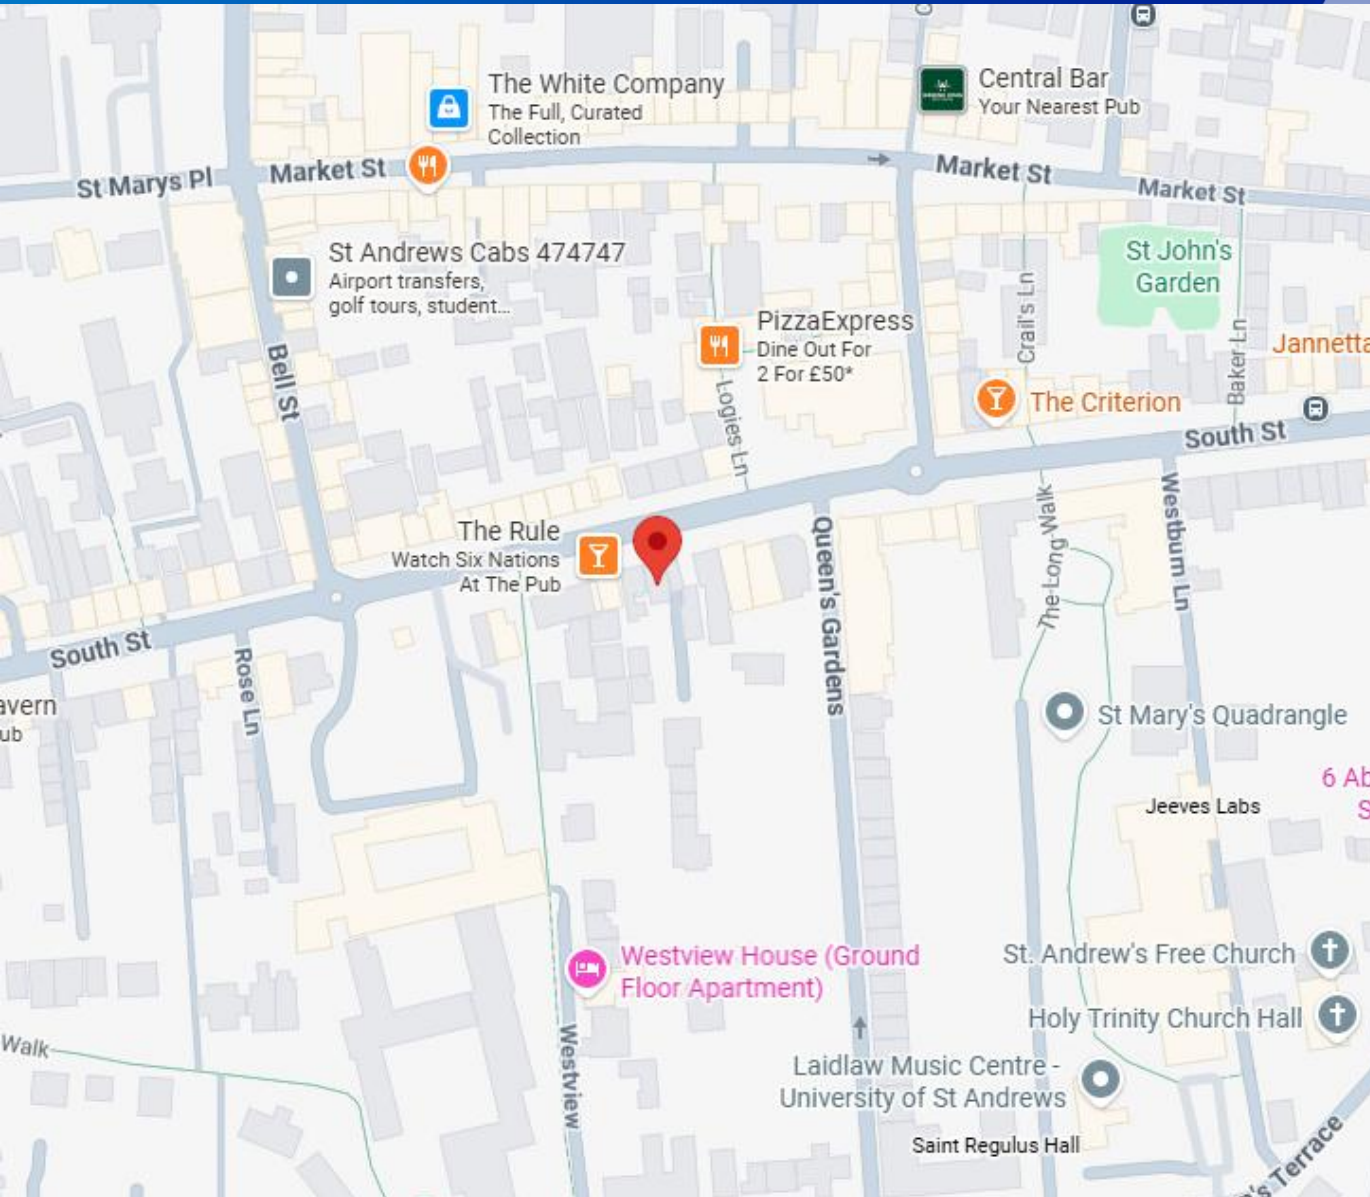 The White Company
The Full, Curated
Collection
Central Bar
Your Nearest Pub
St Marys Pl
Market St
Market St
Market St
St Andrews Cabs 474747
Airport transfers,
golf tours, student...
St John's
Garden
Crail's Ln
Baker Ln
PizzaExpress
Dine Out For
2 For £50*
Jannetta
Bell St
Logies Ln
The Criterion
South St
The Rule
Watch Six Nations
At The Pub
Queen's Gardens
The Long Walk
Westburn Ln
South St
Rose Ln
avern
ub
St Mary's Quadrangle
6 Ab
S
Jeeves Labs
Westview House (Ground
Floor Apartment)
St. Andrew's Free Church
Holy Trinity Church Hall
Walk
Westview
Laidlaw Music Centre -
University of St Andrews
Saint Regulus Hall
's Terrace